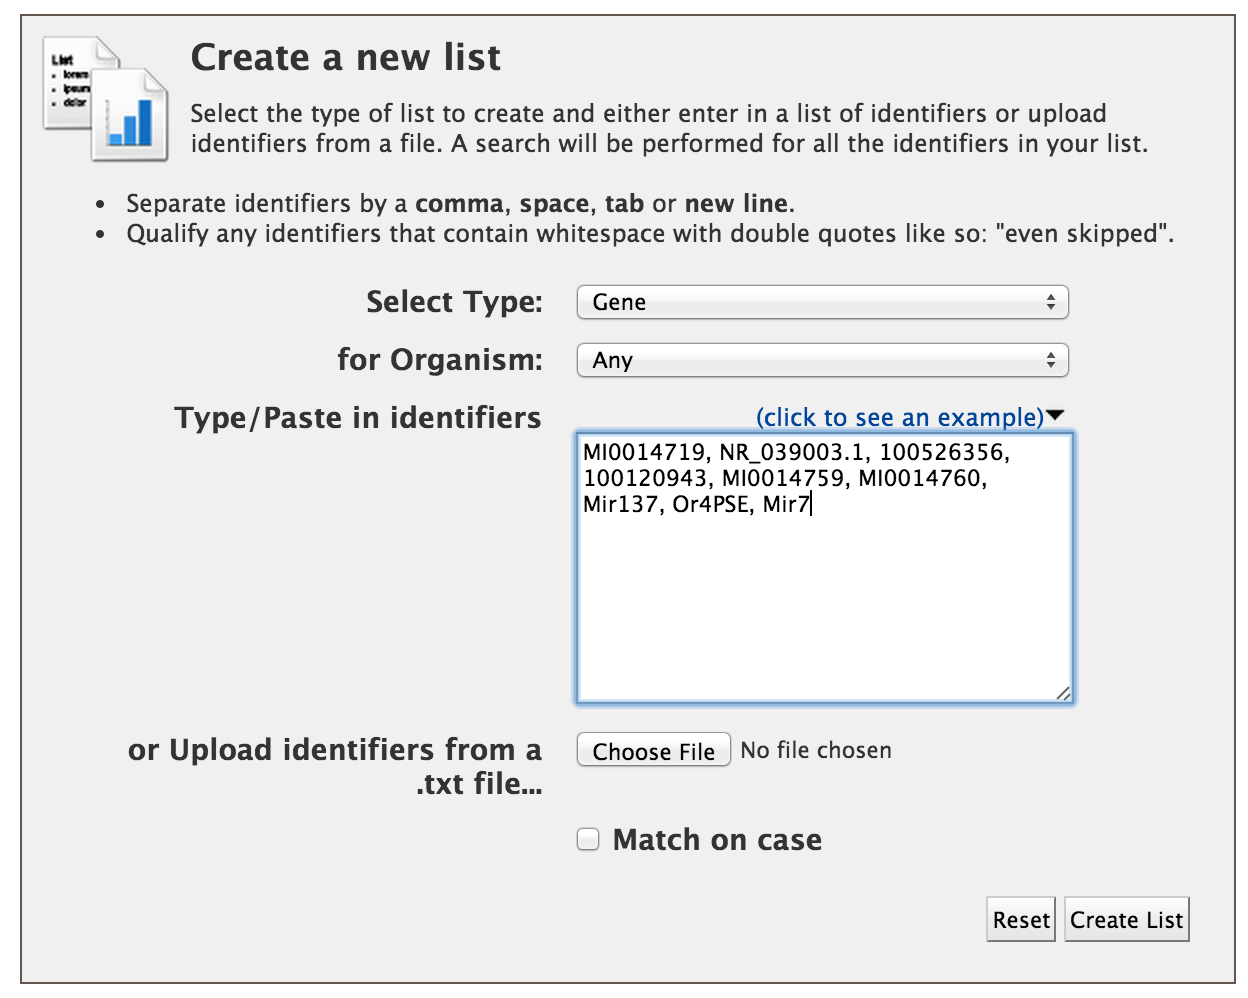 List
lorem
ipsum
dolor
Create a new list
Select the type of list to create and either enter in a list of identifiers or upload
identifiers from a file. A search will be performed for all the identifiers in your list.
• Separate identifiers by a comma, space, tab or new line.
• Qualify any identifiers that contain whitespace with double quotes like so: "even skipped".
Select Type: Gene
for Organism: Any
Type/Paste in identifiers (click to see an example)
MI0014719, NR_039003.1, 100526356,
100120943, MI0014759, MI0014760,
Mir137, Or4PSE, Mir7
or Upload identifiers from a
.txt file...
Choose File No file chosen
Match on case
Reset Create List